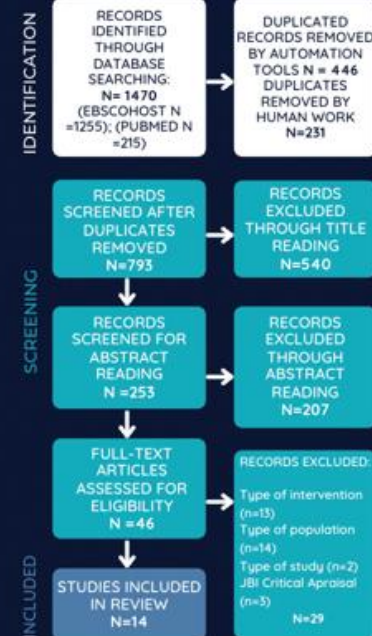 IDENTIFICATION
RECORDS
IDENTIFIED
THROUGH
DATABASE
SEARCHING:
N= 1470
(EBSCOHOST N
=1255); (PUBMED N
=215)
DUPLICATED
RECORDS REMOVED
BY AUTOMATION
TOOLS N = 446
DUPLICATES
REMOVED BY
HUMAN WORK
N=231
SCREENING
RECORDS
SCREENED AFTER
DUPLICATES
REMOVED
N=793
RECORDS
EXCLUDED
THROUGH TITLE
READING
N=540
RECORDS
SCREENED FOR
ABSTRACT
READING
N =253
RECORDS
EXCLUDED
THROUGH
ABSTRACT
READING
N=207
FULL-TEXT
ARTICLES
ASSESSED FOR
ELIGIBILITY
N =46
RECORDS EXCLUDED:
Type of intervention
(n=13)
Type of population
(n=14)
Type of study (n=2)
JBI Critical Apraisal
(n=3)
N=29
INCLUDED
STUDIES INCLUDED
IN REVIEW
N=14